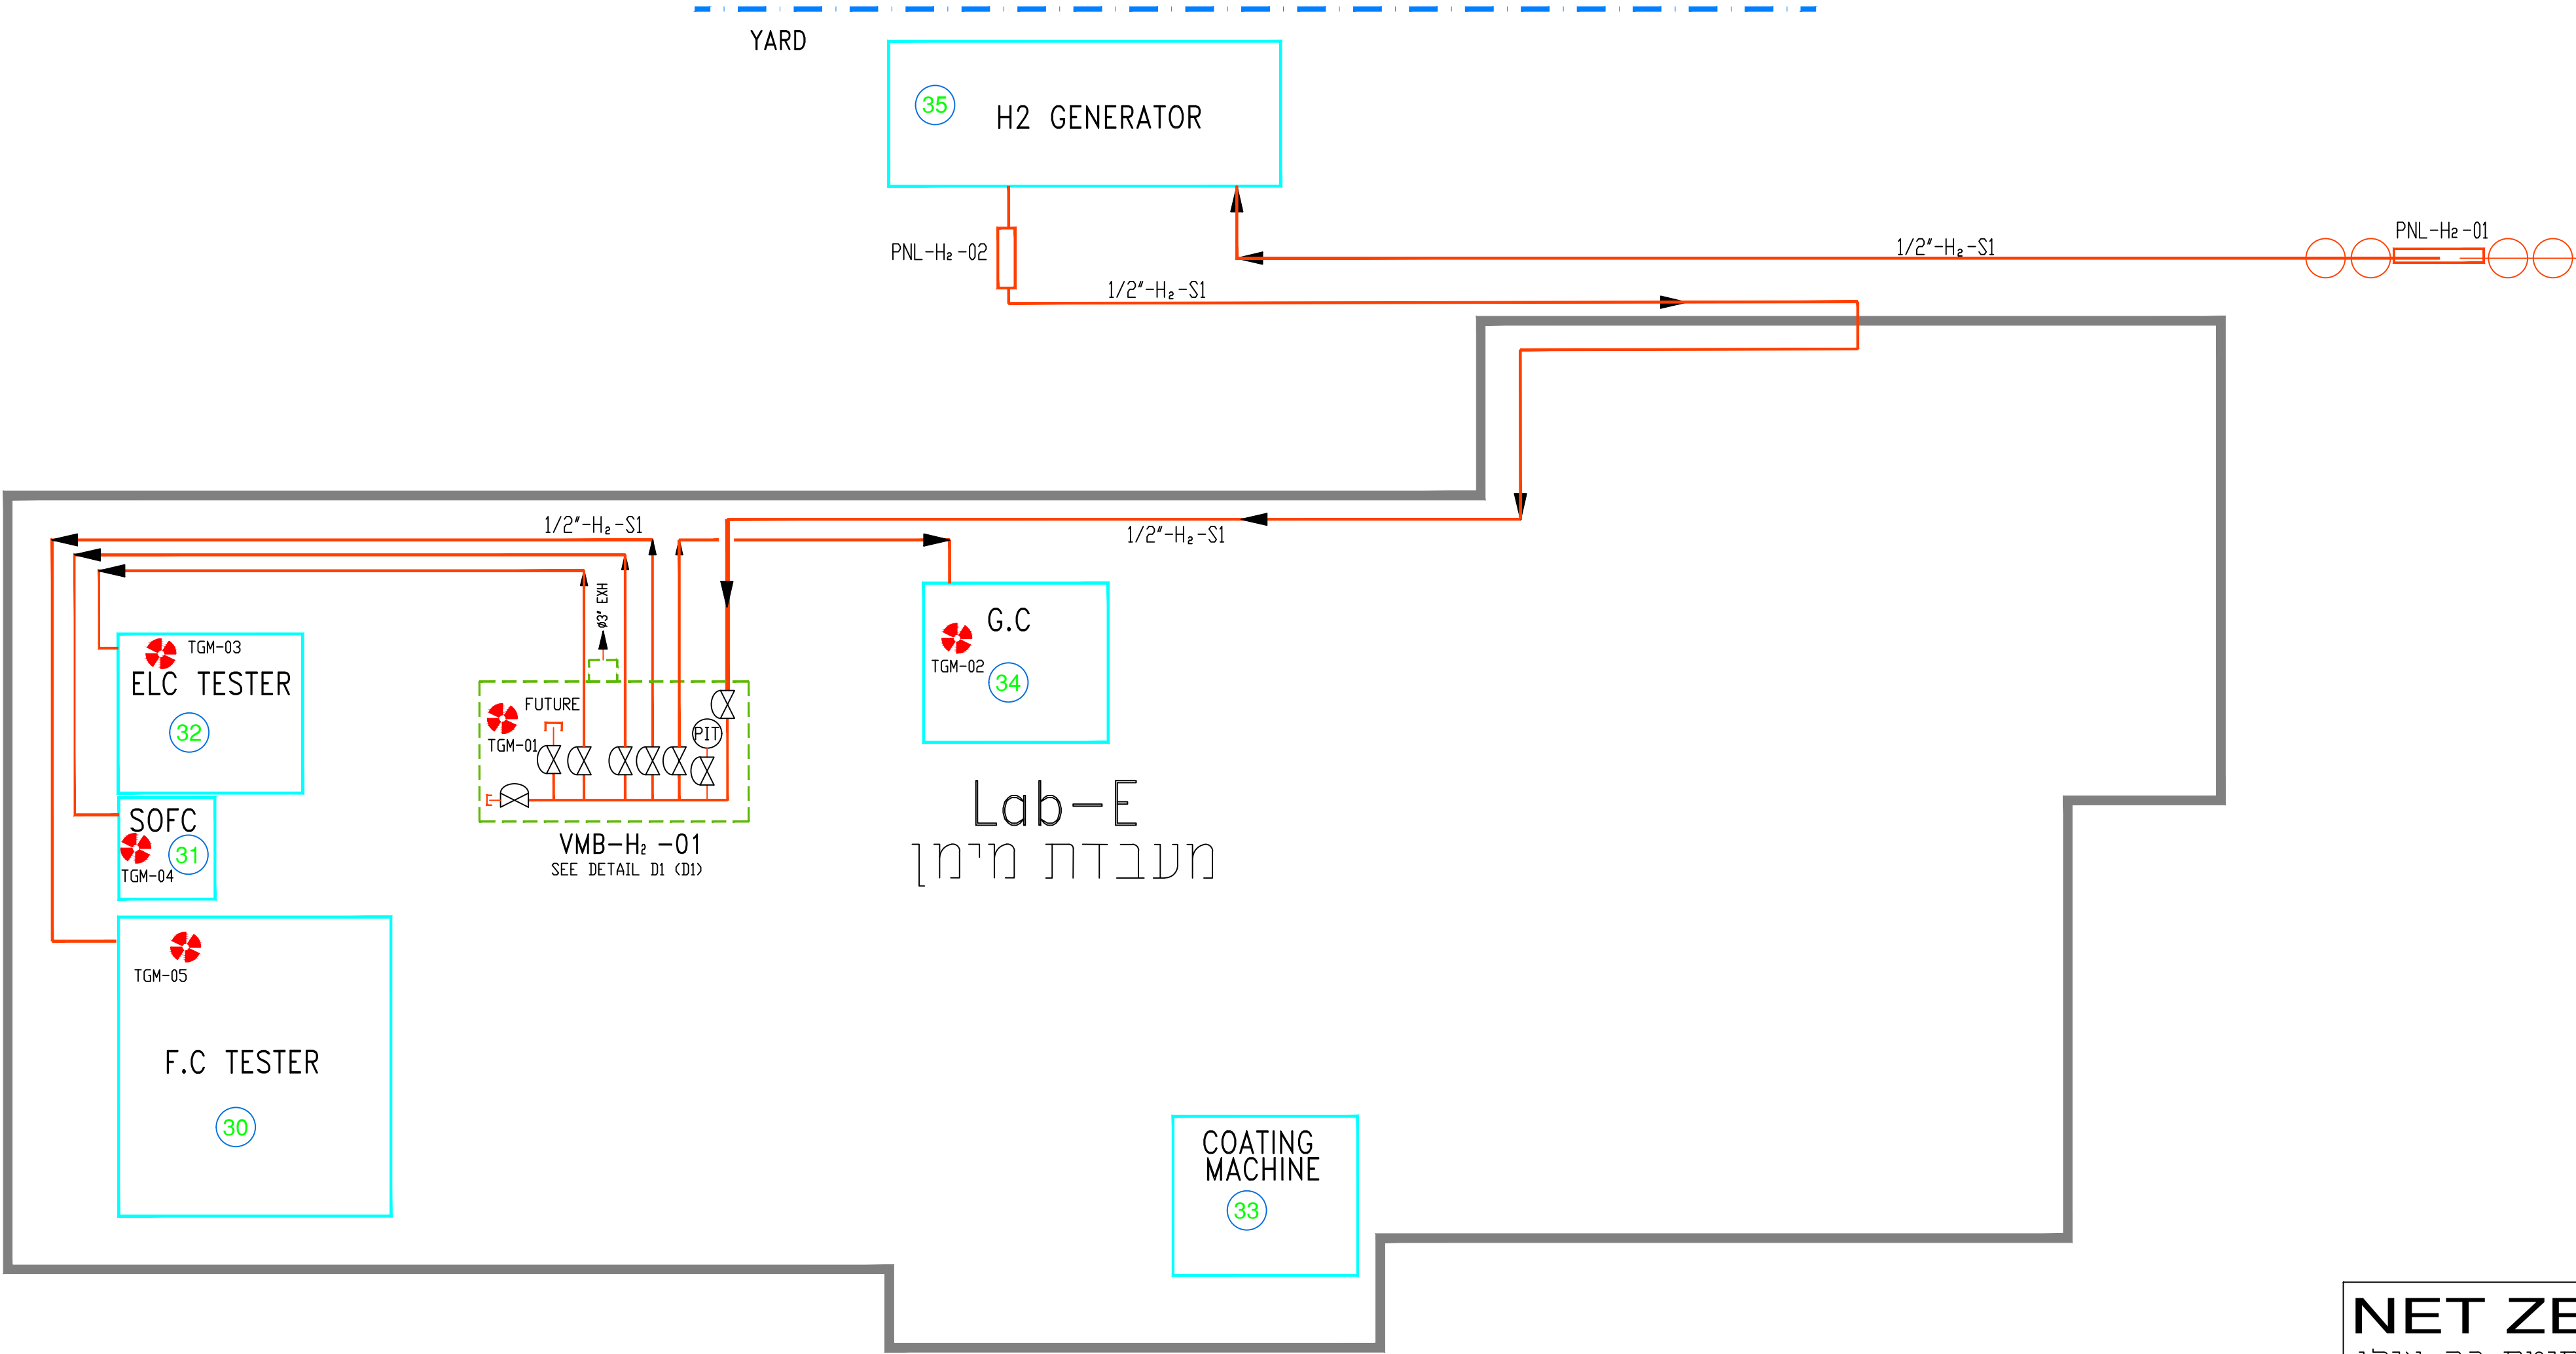 YARD
35
H2 GENERATOR
PNL-H₂-01
1/2"-H₂-S1
PNL-H₂-02
1/2"-H₂-S1
1/2"-H₂-S1
1/2"-H₂-S1
ø3" EXH
G.C
TGM-02
34
TGM-03
ELC TESTER
32
FUTURE
TGM-01
PIT
SOFC
31
TGM-04
VMB-H₂-01
SEE DETAIL D1 (D1)
Lab-E
מעבדת מימן
TGM-05
F.C TESTER
30
COATING
MACHINE
33
NET ZE